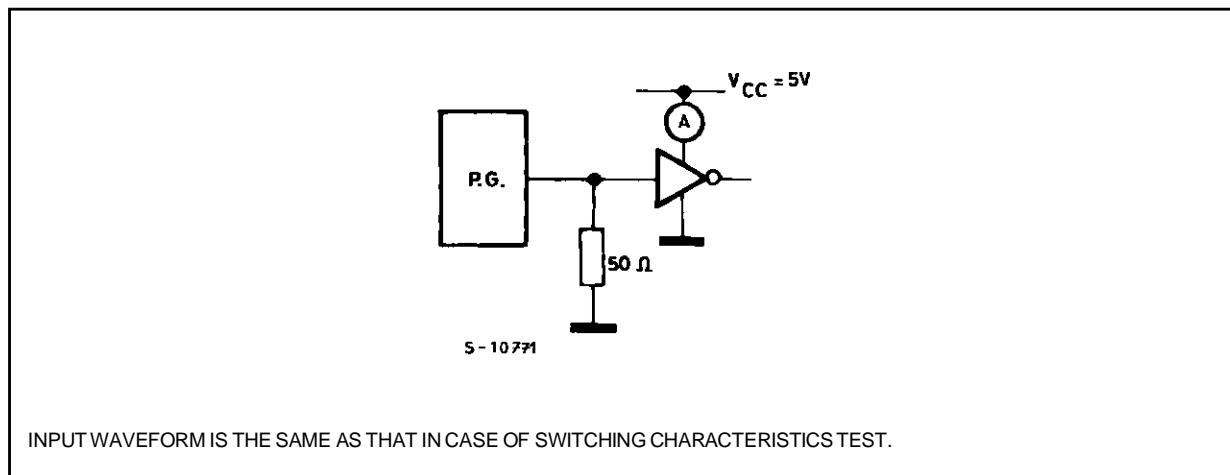 VCC = 5V
A
P.G.
50 Ω
S-10771
INPUT WAVEFORM IS THE SAME AS THAT IN CASE OF SWITCHING CHARACTERISTICS TEST.